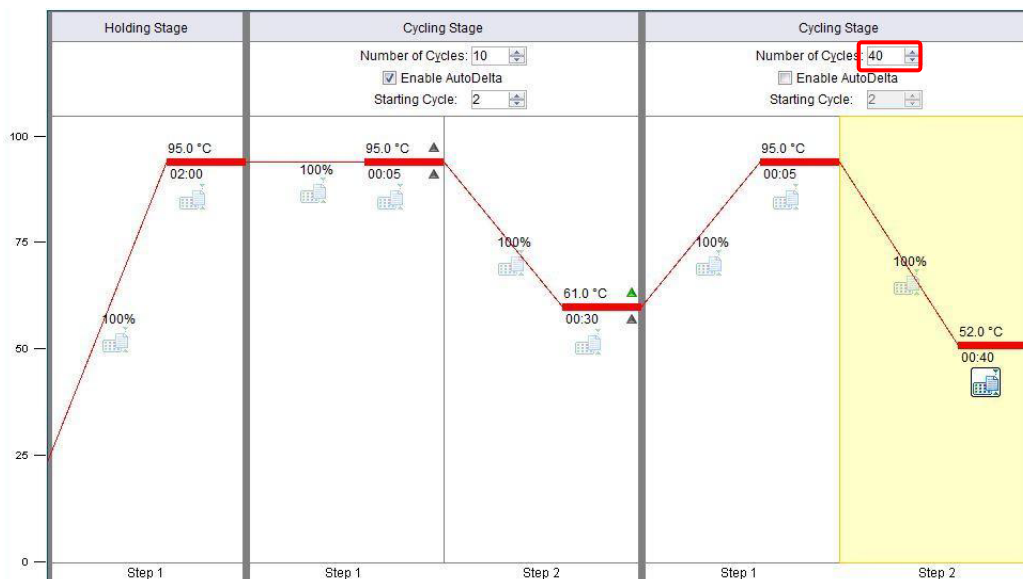 Holding Stage Cycling Stage Cycling Stage
Number of Cycles: 10 Number of Cycles: 40
Enable AutoDelta Enable AutoDelta
Starting Cycle: 2 Starting Cycle: 2
100
95.0 °C 95.0 °C 95.0 °C
02:00 100% 00:05 00:05
75 100% 100% 100%
61.0 °C
100% 00:30 52.0 °C
50 00:40
25
0
Step 1 Step 1 Step 2 Step 1 Step 2